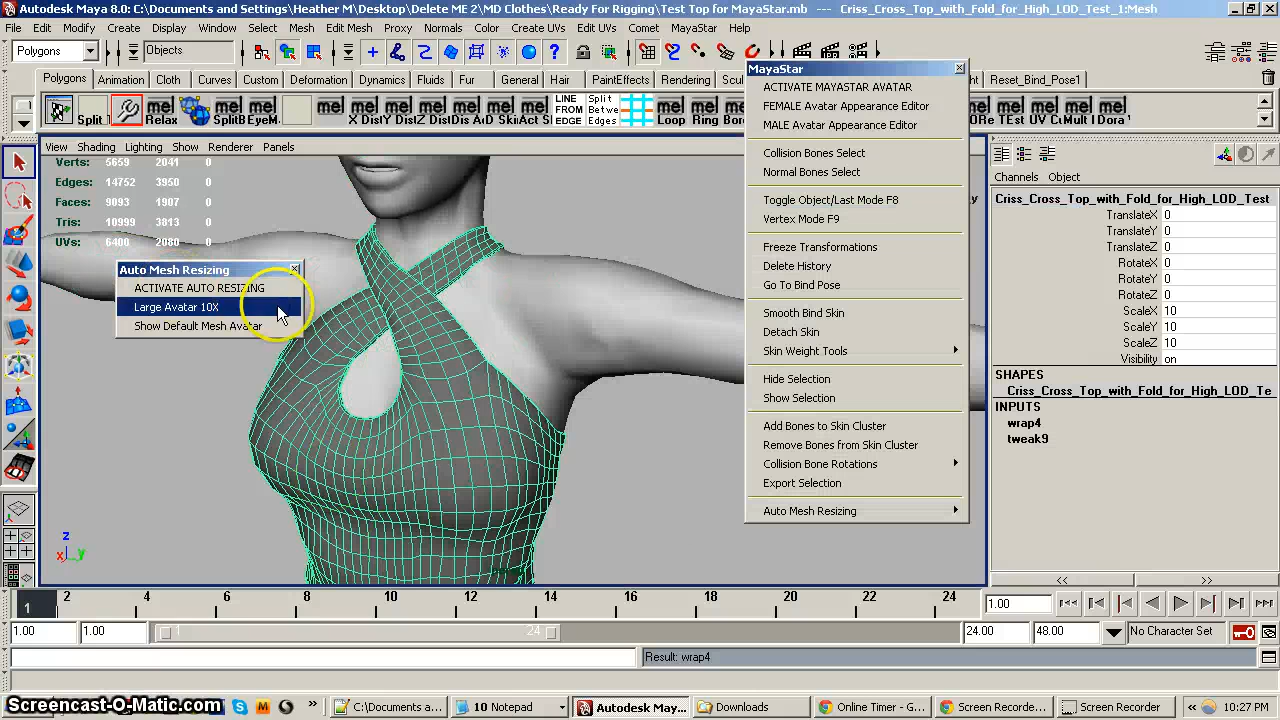 Autodesk Maya 8.0: C:\Documents and Settings\Heather M\Desktop\Delete ME 2\MD Clothes\Ready For Rigging\Test Top for MayaStar.mb --- Criss_Cross_Top_with_Fold_for_High_LOD_Test_1:Mesh
File Edit Modify Create Display Window Select Mesh Edit Mesh Proxy Normals Color Create UVs Edit UVs Comet MayaStar Help
Polygons Objects
Polygons Animation Cloth Curves Custom Deformation Dynamics Fluids Fur General Hair PaintEffects Rendering Reset_Bind_Pose1
Split mel Relax SplitB EyeM
LINE FROM EDGE
Split Betwe Edges
Loop Ring
View Shading Lighting Show Renderer Panels
Verts: 5659 2041 0
Edges: 14752 3950 0
Faces: 9093 1907 0
Tris: 10999 3813 0
UVs: 6400 2080 0
Auto Mesh Resizing
ACTIVATE AUTO RESIZING
Large Avatar 10X
Show Default Mesh Avatar
MayaStar
ACTIVATE MAYASTAR AVATAR
FEMALE Avatar Appearance Editor
MALE Avatar Appearance Editor
Collision Bones Select
Normal Bones Select
Toggle Object/Last Mode F8
Vertex Mode F9
Freeze Transformations
Delete History
Go To Bind Pose
Smooth Bind Skin
Detach Skin
Skin Weight Tools
Hide Selection
Show Selection
Add Bones to Skin Cluster
Remove Bones from Skin Cluster
Collision Bone Rotations
Export Selection
Auto Mesh Resizing
Channels Object
Criss_Cross_Top_with_Fold_for_High_LOD_Test
TranslateX 0
TranslateY 0
TranslateZ 0
RotateX 0
RotateY 0
RotateZ 0
ScaleX 10
ScaleY 10
ScaleZ 10
Visibility on
SHAPES
Criss_Cross_Top_with_Fold_for_High_LOD_Te
INPUTS
wrap4
tweak9
z
x y
1 2 4 6 8 10 12 14 16 18 20 22 24
1.00
1.00 1.00 1 24 24.00 48.00 No Character Set
Result: wrap4
Screencast-O-Matic.com
C:\Documents a... 10 Notepad Autodesk May... Downloads Online Timer - G... Screen Recorder... Screen Recorder 10:27 PM